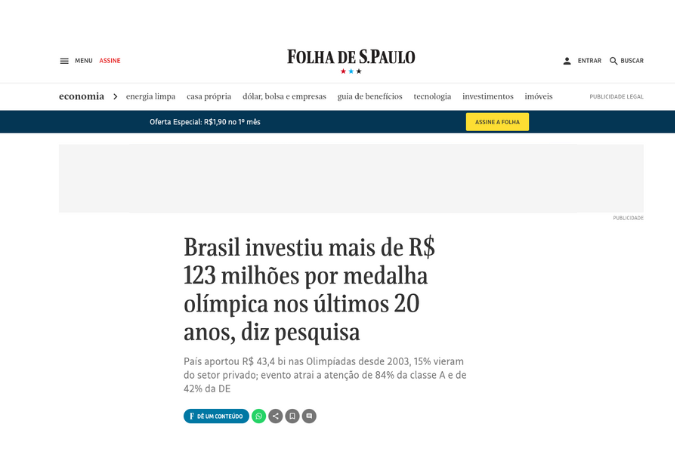 MENU ASSINE FOLHA DE S.PAULO ENTRAR BUSCAR
economia energia limpa casa própria dólar, bolsa e empresas guia de benefícios tecnologia investimentos imóveis PUBLICIDADE LEGAL
Oferta Especial: R$1,90 no 1º mês ASSINE A FOLHA
PUBLICIDADE
Brasil investiu mais de R$
123 milhões por medalha
olímpica nos últimos 20
anos, diz pesquisa
País aportou R$ 43,4 bi nas Olimpíadas desde 2003, 15% vieram
do setor privado; evento atrai a atenção de 84% da classe A e de
42% da DE
F DÊ UM CONTEÚDO